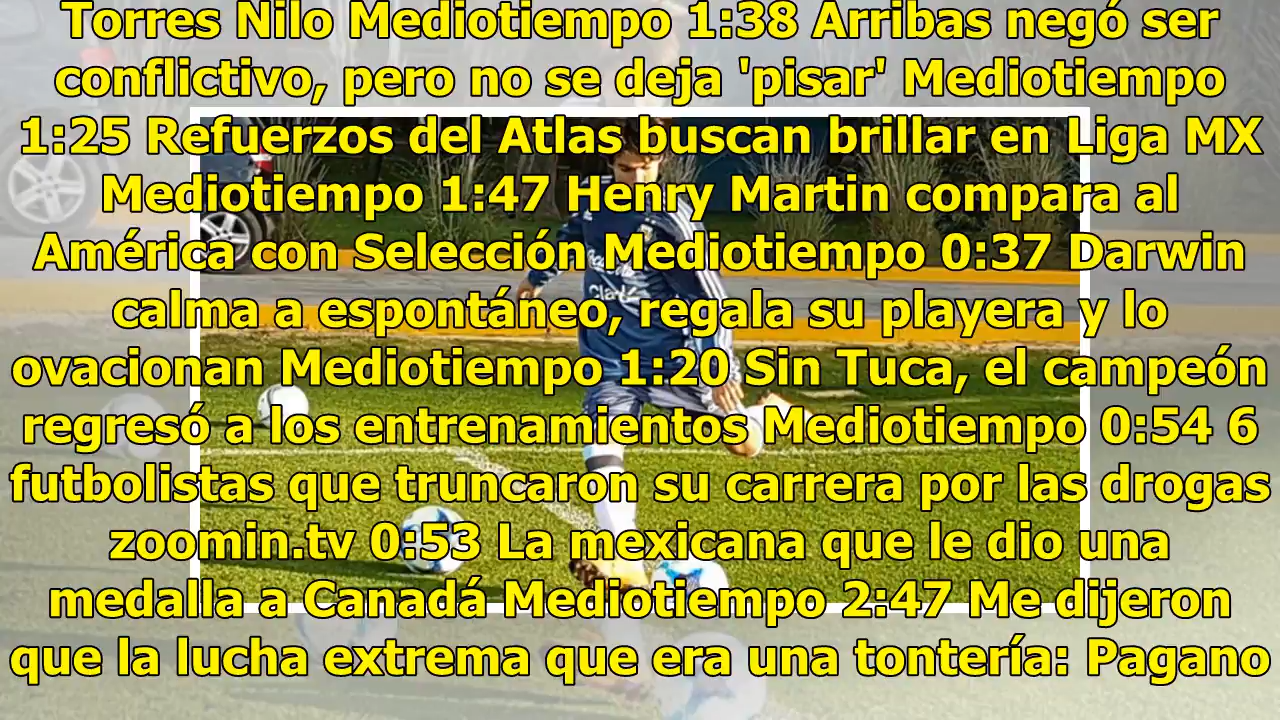 Torres Nilo Mediotiempo 1:38 Arribas negó ser
conflictivo, pero no se deja 'pisar' Mediotiempo
1:25 Refuerzos del Atlas buscan brillar en Liga MX
Mediotiempo 1:47 Henry Martin compara al
América con Selección Mediotiempo 0:37 Darwin
calma a espontáneo, regala su playera y lo
ovacionan Mediotiempo 1:20 Sin Tuca, el campeón
regresó a los entrenamientos Mediotiempo 0:54 6
futbolistas que truncaron su carrera por las drogas
zoomin.tv 0:53 La mexicana que le dio una
medalla a Canadá Mediotiempo 2:47 Me dijeron
que la lucha extrema que era una tontería: Pagano